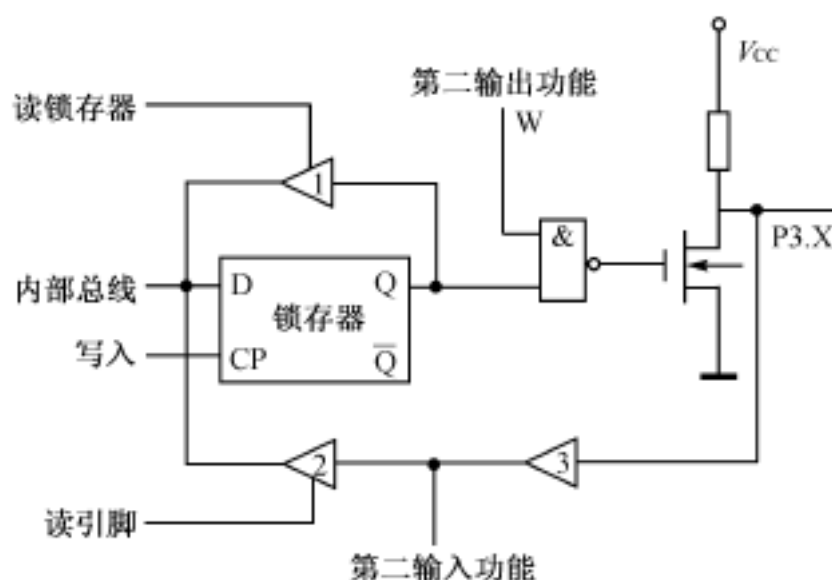 V_CC
第二输出功能
W
读锁存器
1
&
P3.X
内部总线
D
Q
锁存器
写入
CP
Q̅
2
3
读引脚
第二输入功能